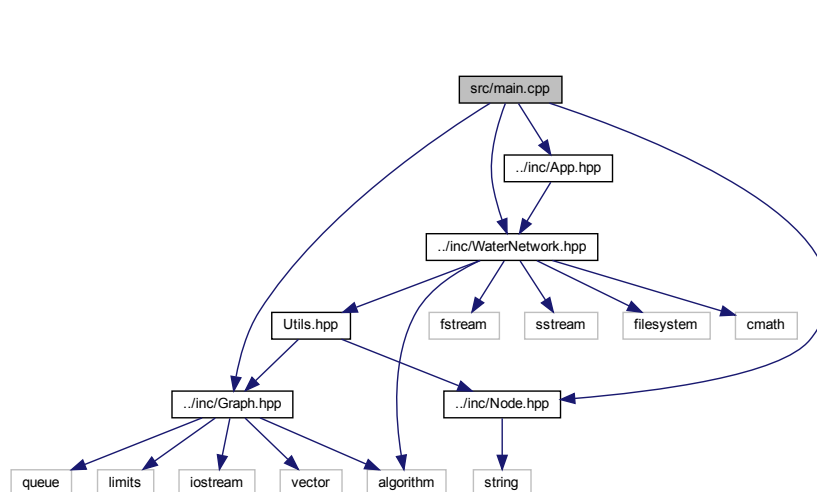 src/main.cpp
../inc/App.hpp
../inc/WaterNetwork.hpp
Utils.hpp
fstream
sstream
filesystem
cmath
../inc/Graph.hpp
../inc/Node.hpp
queue
limits
iostream
vector
algorithm
string